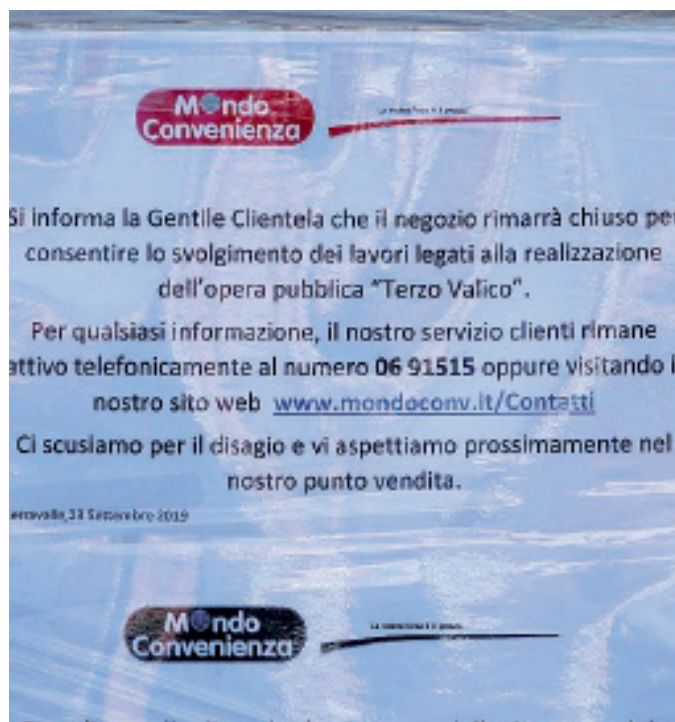 Mondo
Convenienza
Si informa la Gentile Clientela che il negozio rimarrà chiuso per
consentire lo svolgimento dei lavori legati alla realizzazione
dell'opera pubblica "Terzo Valico".
Per qualsiasi informazione, il nostro servizio clienti rimane
attivo telefonicamente al numero 06 91515 oppure visitando i
nostro sito web www.mondoconv.it/Contatti
Ci scusiamo per il disagio e vi aspettiamo prossimamente nel
nostro punto vendita.
erravalle,23 Settembre 2019
Mondo
Convenienza